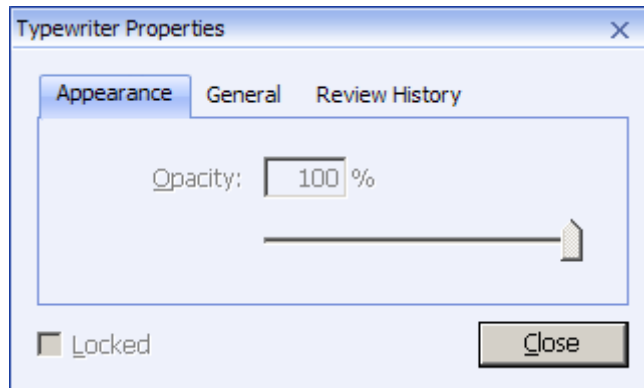 Typewriter Properties
Appearance General Review History
Opacity: 100 %
Locked Close